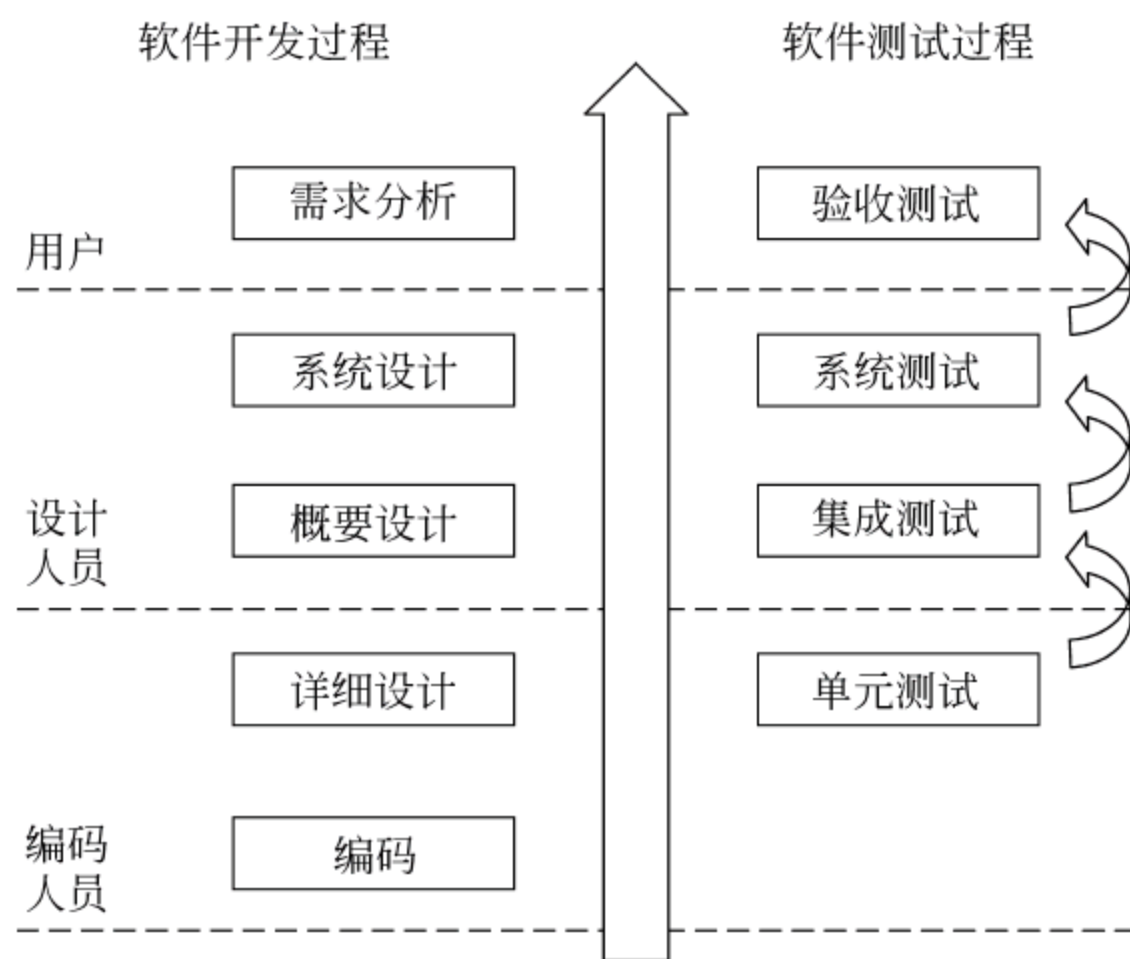 软件开发过程
软件测试过程
需求分析
验收测试
用户
系统设计
系统测试
设计
人员
概要设计
集成测试
详细设计
单元测试
编码
人员
编码